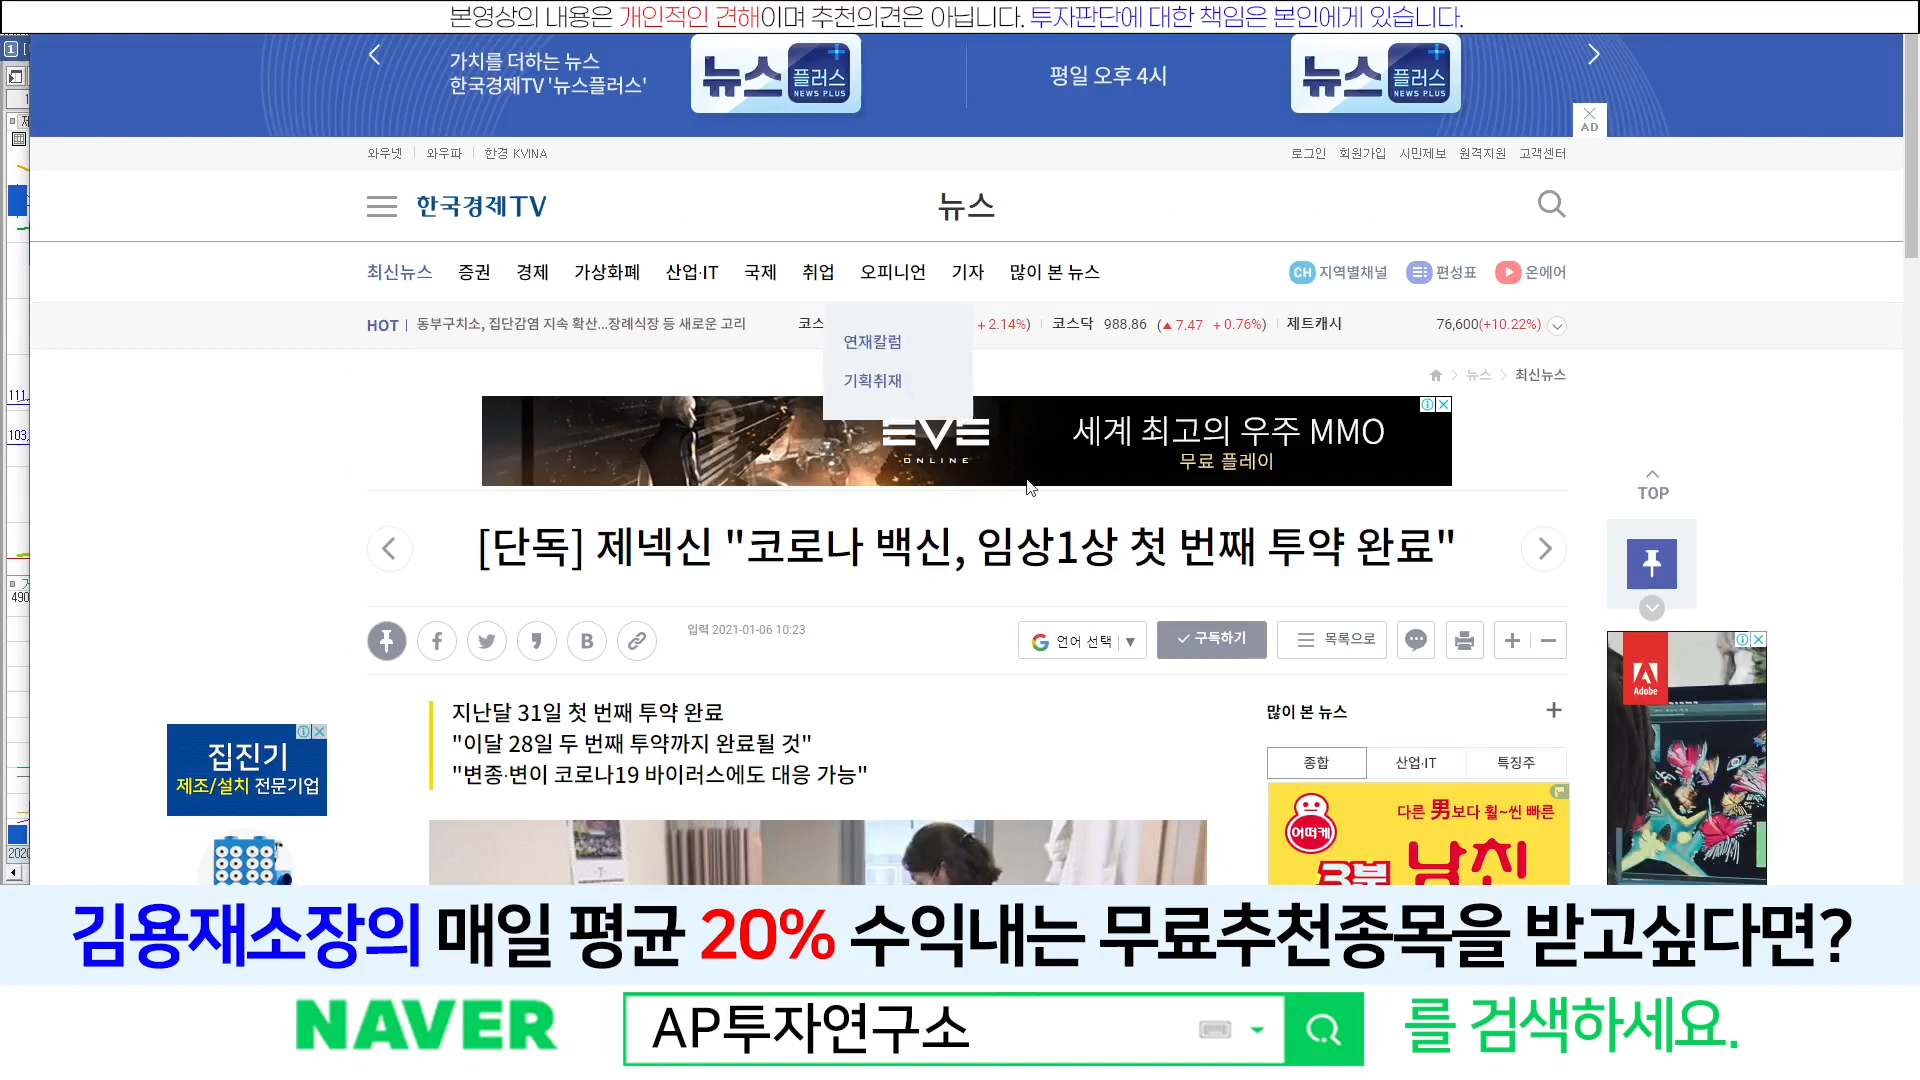 본영상의 내용은 개인적인 견해이며 추천의견은 아닙니다. 투자판단에 대한 책임은 본인에게 있습니다.
가치를 더하는 뉴스
한국경제TV '뉴스플러스'
뉴스 플러스 NEWS PLUS
평일 오후 4시
뉴스 플러스 NEWS PLUS
AD
와우넷 와우파 한경 KVINA
로그인 회원가입 시민제보 원격지원 고객센터
한국경제TV
뉴스
최신뉴스 증권 경제 가상화폐 산업·IT 국제 취업 오피니언 기자 많이 본 뉴스
CH 지역별채널 편성표 온에어
HOT | 동부구치소, 집단감염 지속 확산...장례식장 등 새로운 고리
코스 +2.14%) 코스닥 988.86 (▲7.47 +0.76%) 제트캐시 76,600(+10.22%)
연재칼럼
기획취재
뉴스 > 최신뉴스
EVE
ONLINE
세계 최고의 우주 MMO
무료 플레이
TOP
[단독] 제넥신 "코로나 백신, 임상1상 첫 번째 투약 완료"
입력 2021-01-06 10:23
언어 선택 ▼
구독하기
목록으로
지난달 31일 첫 번째 투약 완료
"이달 28일 두 번째 투약까지 완료될 것"
"변종·변이 코로나19 바이러스에도 대응 가능"
많이 본 뉴스 +
종합 산업·IT 특징주
다른 男보다 훨~씬 빠른
어떠케
3분 남친
Adobe
집진기
제조/설치 전문기업
111,
103,
490
2020
김용재소장의 매일 평균 20% 수익내는 무료추천종목을 받고싶다면?
NAVER AP투자연구소 를 검색하세요.